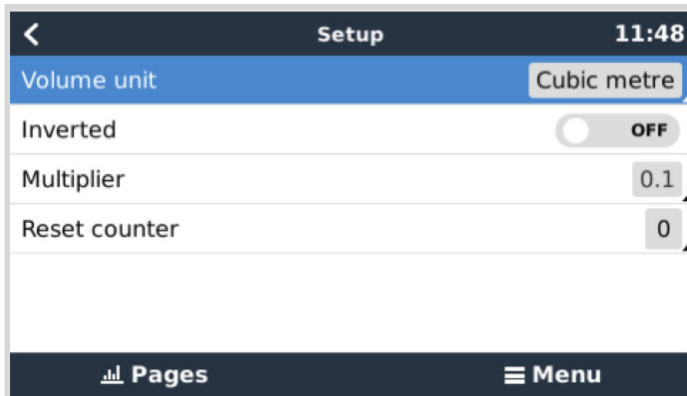 Setup 11:48
Volume unit Cubic metre
Inverted OFF
Multiplier 0.1
Reset counter 0
Pages Menu